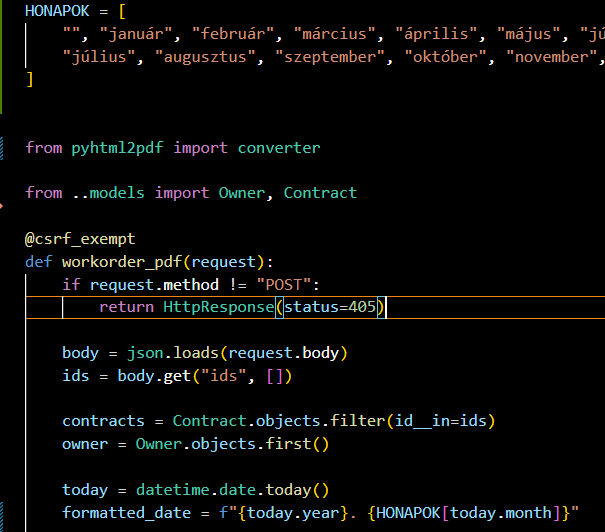 HONAPOK = [
"", "január", "február", "március", "április", "május",
"július", "augusztus", "szeptember", "október", "november",
]
from pyhtml2pdf import converter
from ..models import Owner, Contract
@csrf_exempt
def workorder_pdf(request):
if request.method != "POST":
return HttpResponse(status=405)
body = json.loads(request.body)
ids = body.get("ids", [])
contracts = Contract.objects.filter(id__in=ids)
owner = Owner.objects.first()
today = datetime.date.today()
formatted_date = f"{today.year}. {HONAPOK[today.month]}"